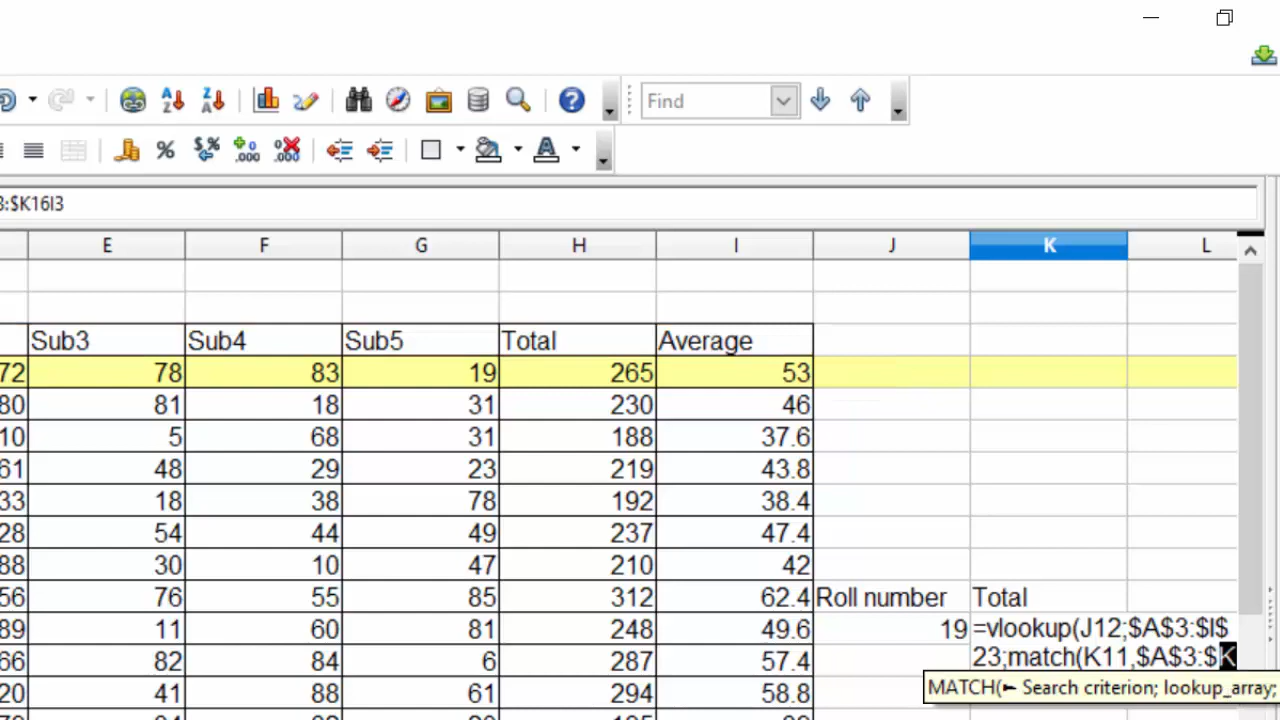 Find
3:$K16I3
E F G H I J K L
Sub3 Sub4 Sub5 Total Average
72 78 83 19 265 53
80 81 18 31 230 46
10 5 68 31 188 37.6
61 48 29 23 219 43.8
33 18 38 78 192 38.4
28 54 44 49 237 47.4
88 30 10 47 210 42
56 76 55 85 312 62.4 Roll number Total
89 11 60 81 248 49.6 19 =vlookup(J12;$A$3:$I$
66 82 84 6 287 57.4 23;match(K11,$A$3:$K
MATCH( Search criterion; lookup_array;
20 41 88 61 294 58.8